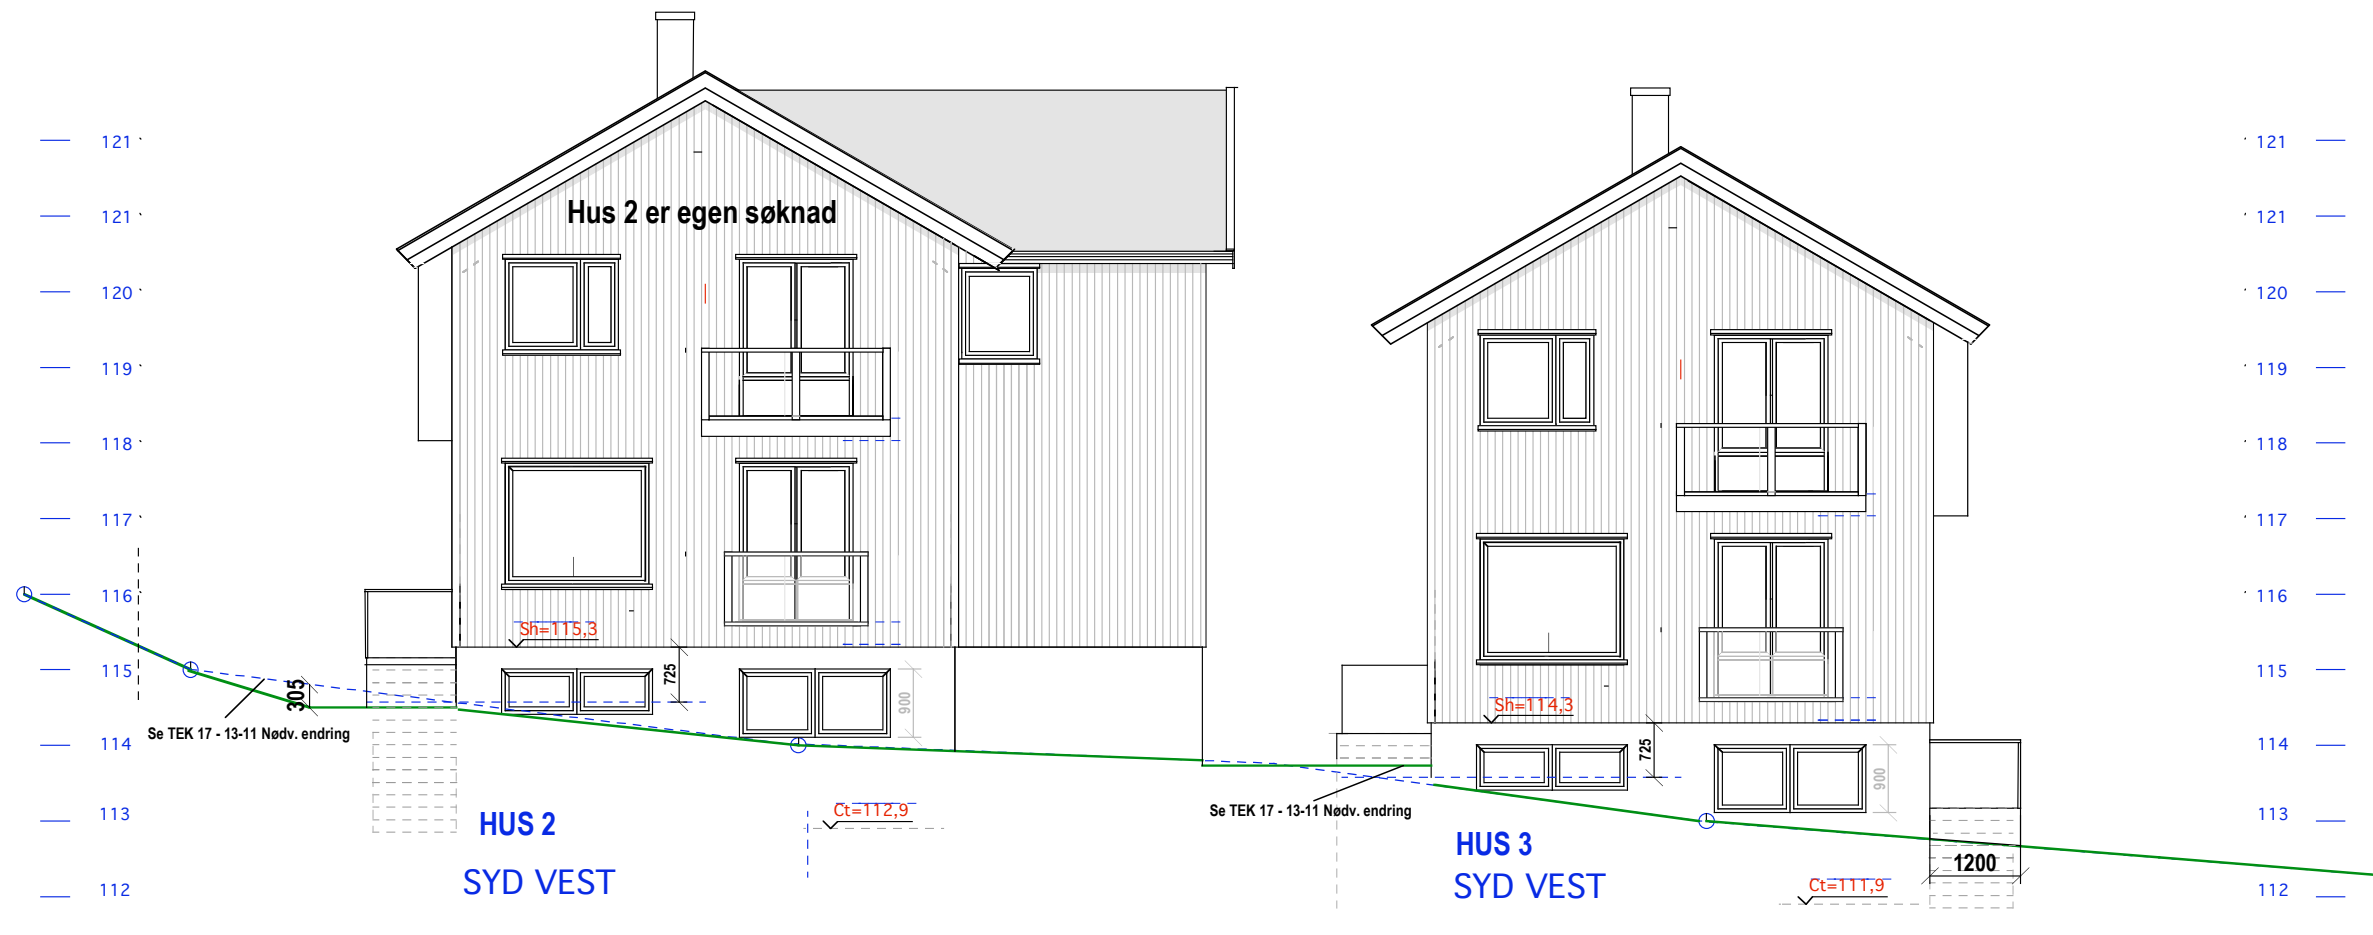 121
121
120
119
118
117
116
115
114
113
112
Hus 2 er egen søknad
Sh=115,3
725
900
305
Se TEK 17 - 13-11 Nødv. endring
Ct=112,9
HUS 2
SYD VEST
Sh=114,3
725
900
Se TEK 17 - 13-11 Nødv. endring
HUS 3
SYD VEST
Ct=111,9
1200
121
121
120
119
118
117
116
115
114
113
112